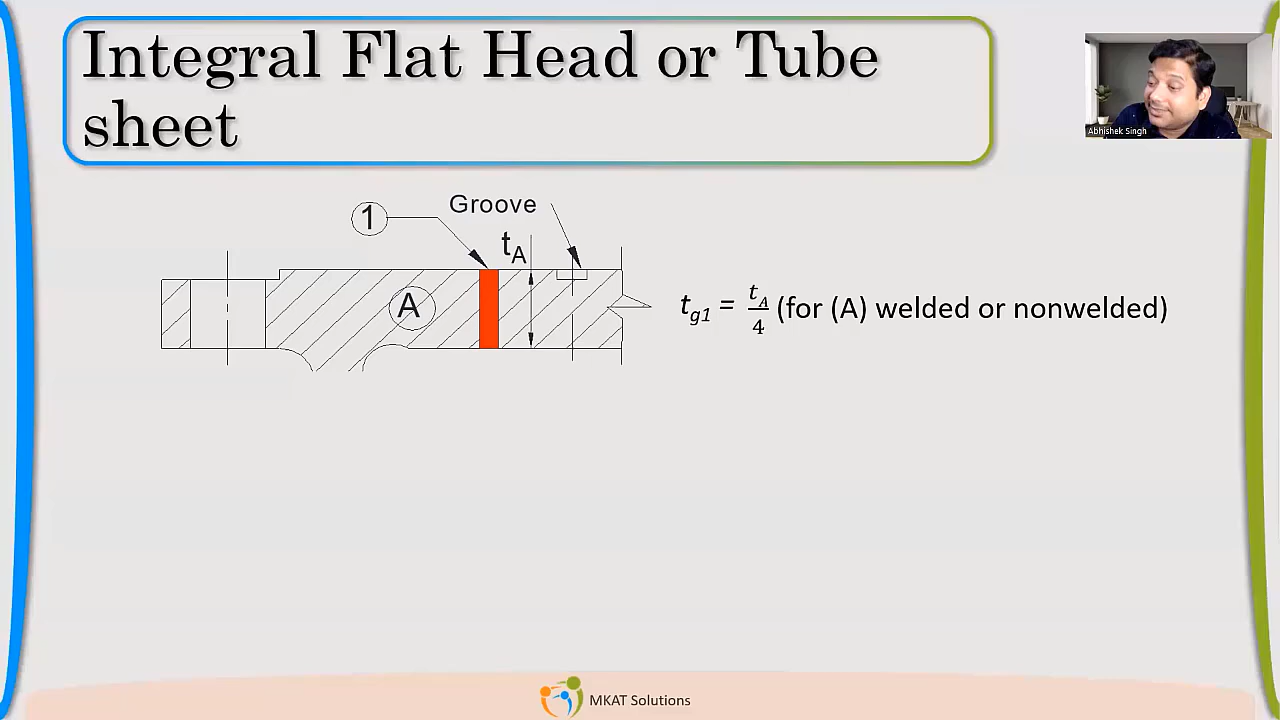 Integral Flat Head or Tube
sheet
Abhishek Singh
1
Groove
tA
A
tg1 = tA/4 (for (A) welded or nonwelded)
MKAT Solutions